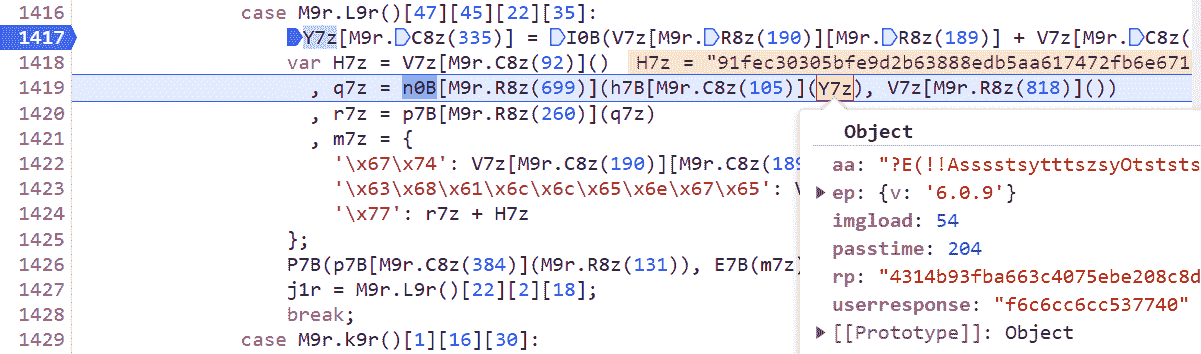 1416 case M9r.L9r()[47][45][22][35]:
1417 Y7z[M9r.C8z(335)] = I0B(V7z[M9r.R8z(190)][M9r.R8z(189)] + V7z[M9r.C8z(
1418 var H7z = V7z[M9r.C8z(92)]() H7z = "91fec30305bfe9d2b63888edb5aa617472fb6e671
1419 , q7z = n0B[M9r.R8z(699)](h7B[M9r.C8z(105)](Y7z), V7z[M9r.R8z(818)]())
1420 , r7z = p7B[M9r.R8z(260)](q7z)
1421 , m7z = {
1422 '\x67\x74': V7z[M9r.C8z(190)][M9r.C8z(189
1423 '\x63\x68\x61\x6c\x6c\x65\x6e\x67\x65': V
1424 '\x77': r7z + H7z
1425 };
1426 P7B(p7B[M9r.C8z(384)](M9r.R8z(131)), E7B(m7z)
1427 j1r = M9r.L9r()[22][2][18];
1428 break;
1429 case M9r.k9r()[1][16][30]:
Object
aa: "?E(!!Asssstsytttszsy0tststs
ep: {v: '6.0.9'}
imgload: 54
passtime: 204
rp: "4314b93fba663c4075ebe208c8d
userresponse: "f6c6cc6cc537740"
[[Prototype]]: Object